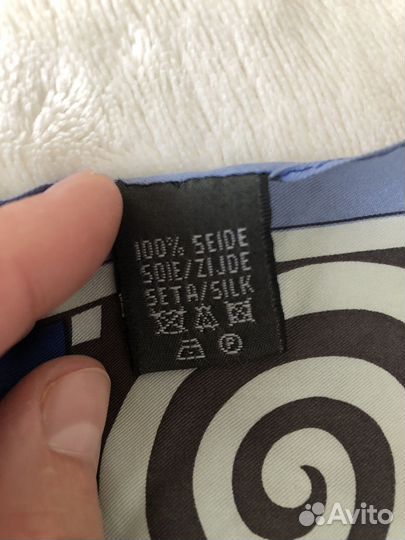 100% SEIDE
SOIE/ZIJDE
SETA/SILK
P
Avito